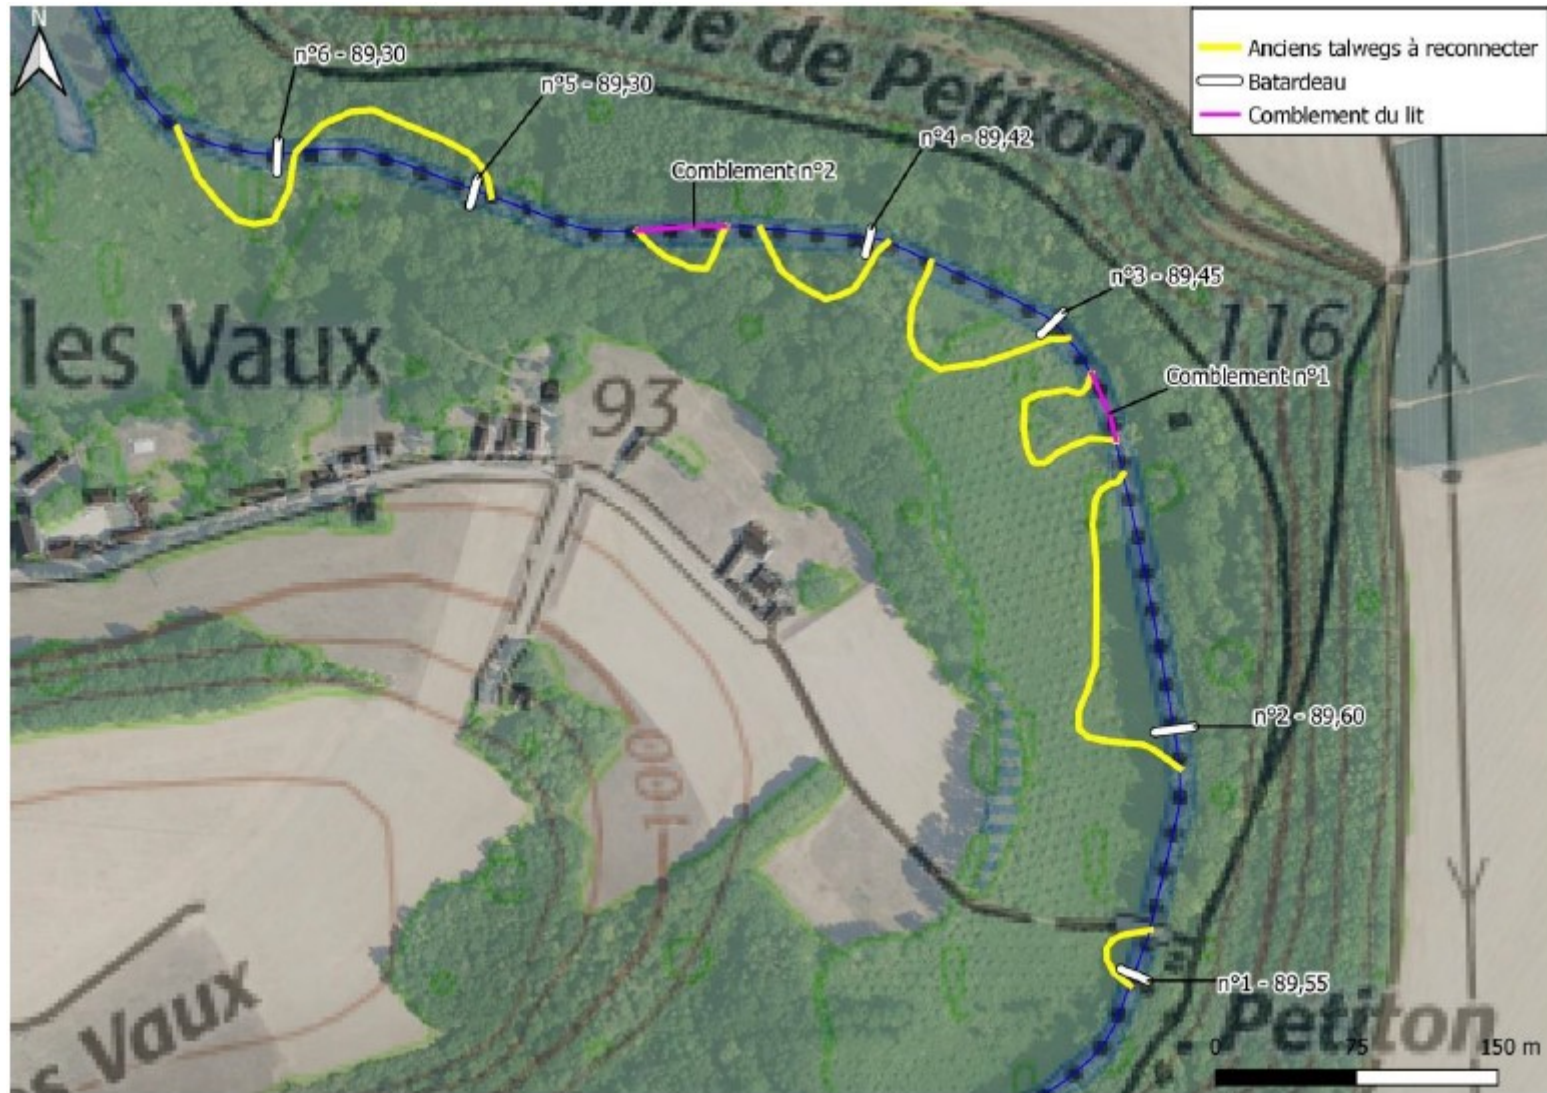 N
n°6 - 89,30
n°5 - 89,30
de Petiton
Anciens talwegs à reconnecter
Batardeau
Comblement du lit
n°4 - 89,42
Comblement n°2
n°3 - 89,45
116
les Vaux
93
Comblement n°1
n°2 - 89,60
100
n°1 - 89,55
Petiton
Vaux
0 75 150 m